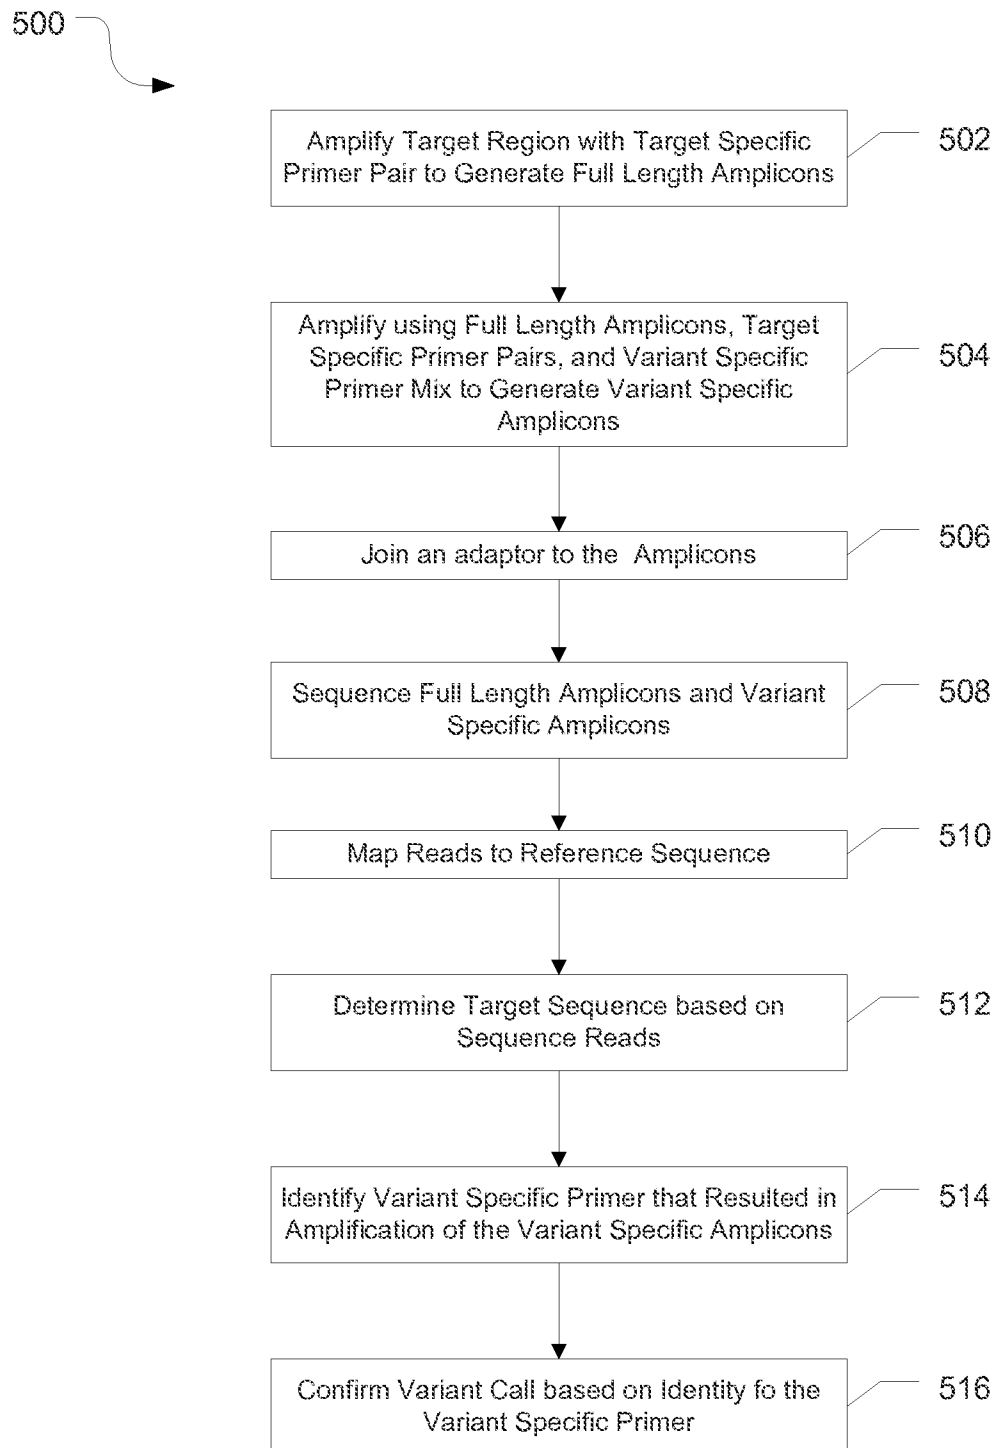 500
Amplify Target Region with Target Specific
Primer Pair to Generate Full Length Amplicons
502
Amplify using Full Length Amplicons, Target
Specific Primer Pairs, and Variant Specific
Primer Mix to Generate Variant Specific
Amplicons
504
Join an adaptor to the Amplicons
506
Sequence Full Length Amplicons and Variant
Specific Amplicons
508
Map Reads to Reference Sequence
510
Determine Target Sequence based on
Sequence Reads
512
Identify Variant Specific Primer that Resulted in
Amplification of the Variant Specific Amplicons
514
Confirm Variant Call based on Identity fo the
Variant Specific Primer
516